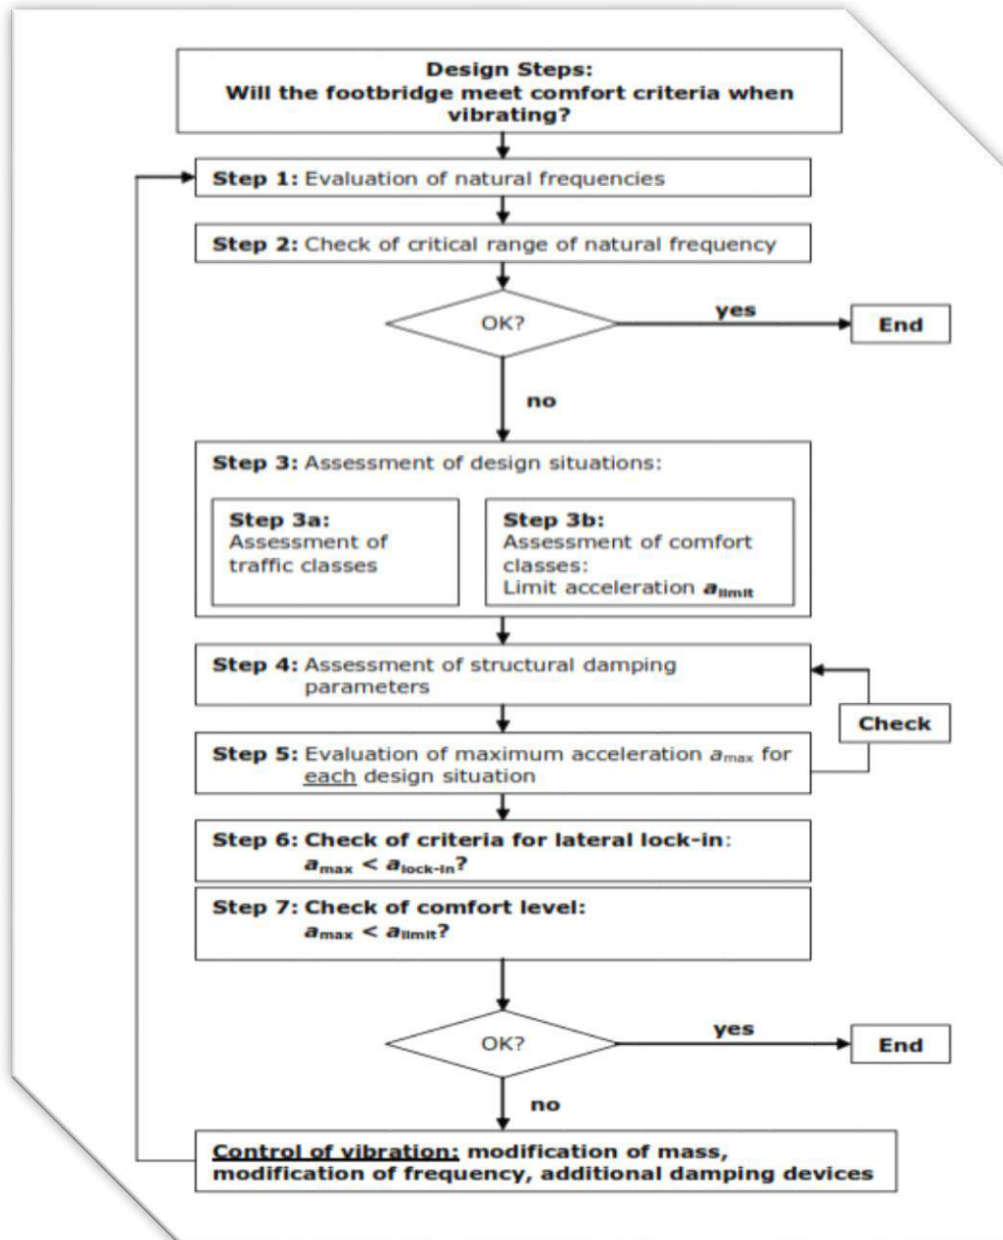 Design Steps:
Will the footbridge meet comfort criteria when
vibrating?
Step 1: Evaluation of natural frequencies
Step 2: Check of critical range of natural frequency
OK?
yes
End
no
Step 3: Assessment of design situations:
Step 3a:
Assessment of
traffic classes
Step 3b:
Assessment of comfort
classes:
Limit acceleration alimit
Step 4: Assessment of structural damping
parameters
Check
Step 5: Evaluation of maximum acceleration amax for
each design situation
Step 6: Check of criteria for lateral lock-in:
amax < alock-in?
Step 7: Check of comfort level:
amax < alimit?
OK?
yes
End
no
Control of vibration: modification of mass,
modification of frequency, additional damping devices